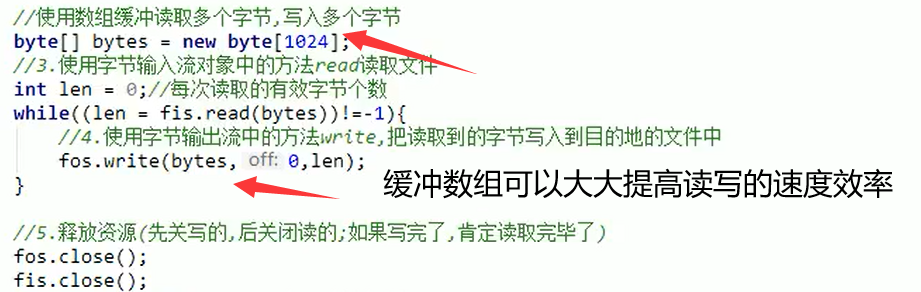 //使用数组缓冲读取多个字节,写入多个字节
byte[] bytes = new byte[1024];
//3.使用字节输入流对象中的方法read读取文件
int len = 0;//每次读取的有效字节个数
while((len = fis.read(bytes))!=-1){
//4.使用字节输出流中的方法write,把读取到的字节写入到目的地的文件中
fos.write(bytes, off: 0,len);
}
缓冲数组可以大大提高读写的速度效率
//5.释放资源(先关写的,后关闭读的;如果写完了,肯定读取完毕了)
fos.close();
fis.close();